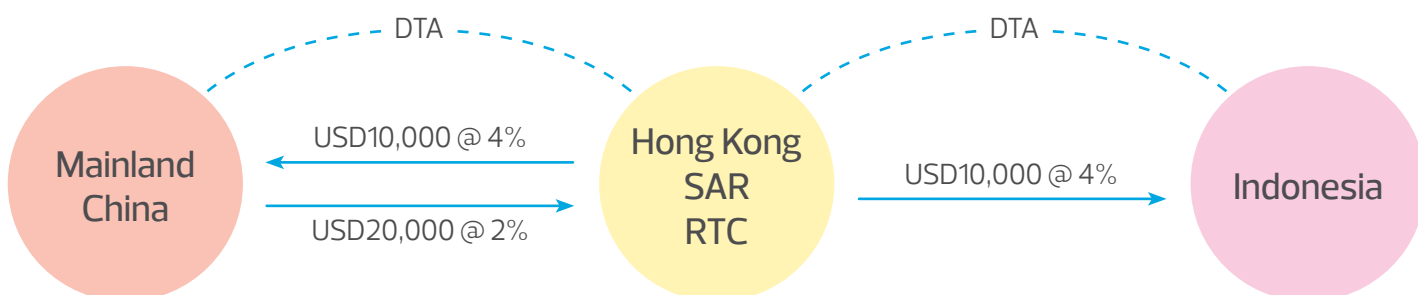 DTA
DTA
Mainland
China
USD10,000 @ 4%
USD20,000 @ 2%
Hong Kong
SAR
RTC
USD10,000 @ 4%
Indonesia